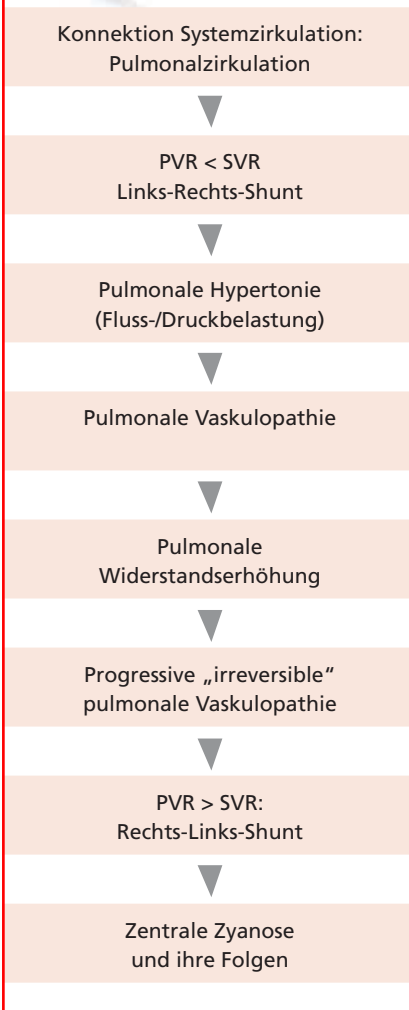 Konnektion Systemzirkulation:
Pulmonalzirkulation
PVR < SVR
Links-Rechts-Shunt
Pulmonale Hypertonie
(Fluss-/Druckbelastung)
Pulmonale Vaskulopathie
Pulmonale
Widerstandserhöhung
Progressive „irreversible“
pulmonale Vaskulopathie
PVR > SVR:
Rechts-Links-Shunt
Zentrale Zyanose
und ihre Folgen